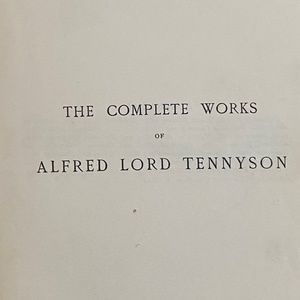 THE COMPLETE WORKS
OF
ALFRED LORD TENNYSON